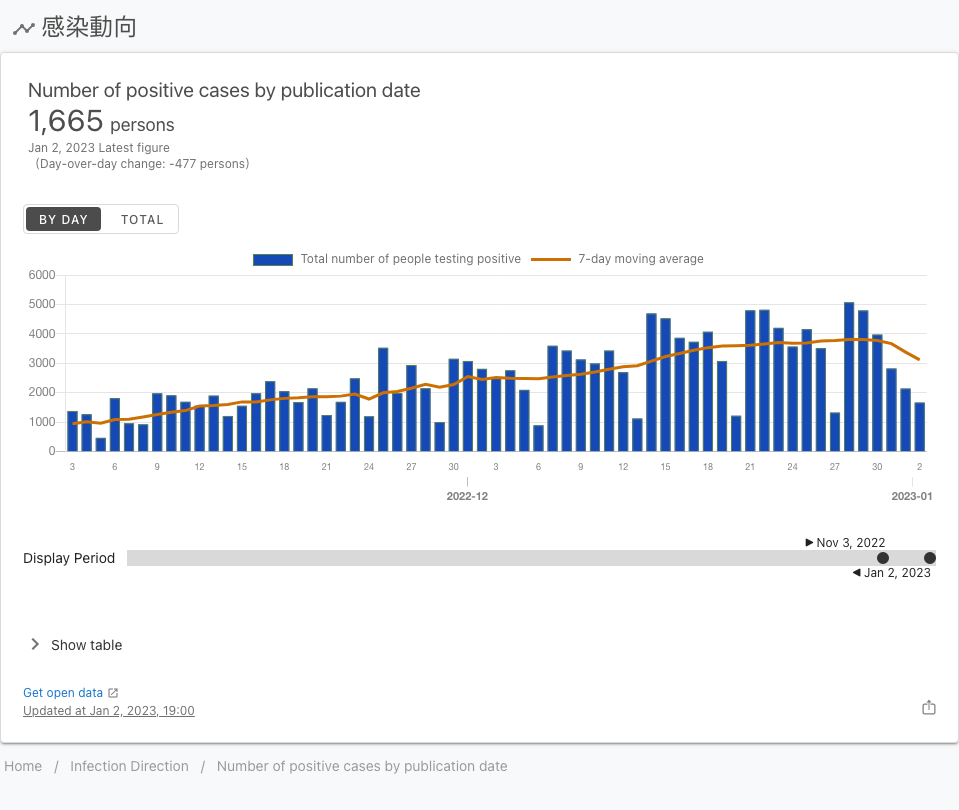 感染動向
Number of positive cases by publication date
1,665 persons
Jan 2, 2023 Latest figure
(Day-over-day change: -477 persons)
BY DAY TOTAL
Total number of people testing positive 7-day moving average
6000
5000
4000
3000
2000
1000
0
3 6 9 12 15 18 21 24 27 30 3 6 9 12 15 18 21 24 27 30 2
2022-12 2023-01
Nov 3, 2022
Display Period
Jan 2, 2023
Show table
Get open data
Updated at Jan 2, 2023, 19:00
Home / Infection Direction / Number of positive cases by publication date